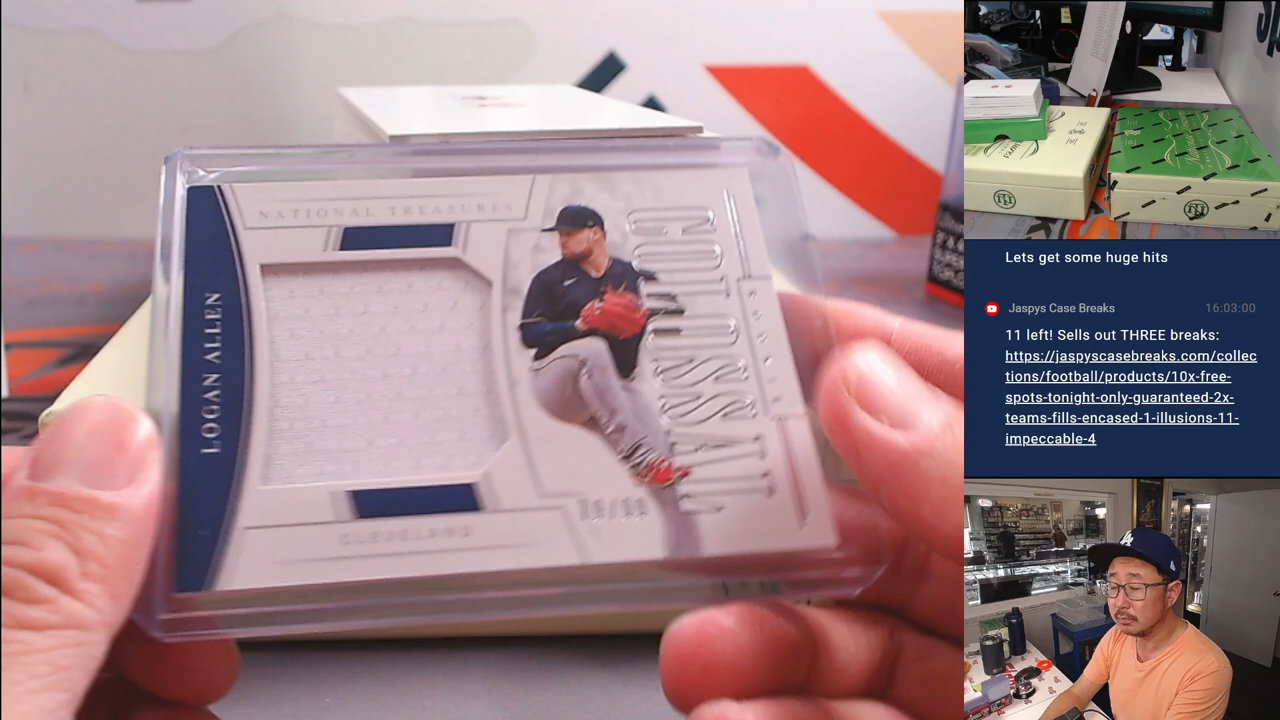 NATIONAL TREASURES
LOGAN ALLEN
COLOSSAL
CLEVELAND
Lets get some huge hits
Jaspys Case Breaks 16:03:00
11 left! Sells out THREE breaks:
https://jaspyscasebreaks.com/collec
tions/football/products/10x-free-
spots-tonight-only-guaranteed-2x-
teams-fills-encased-1-illusions-11-
impeccable-4
LA